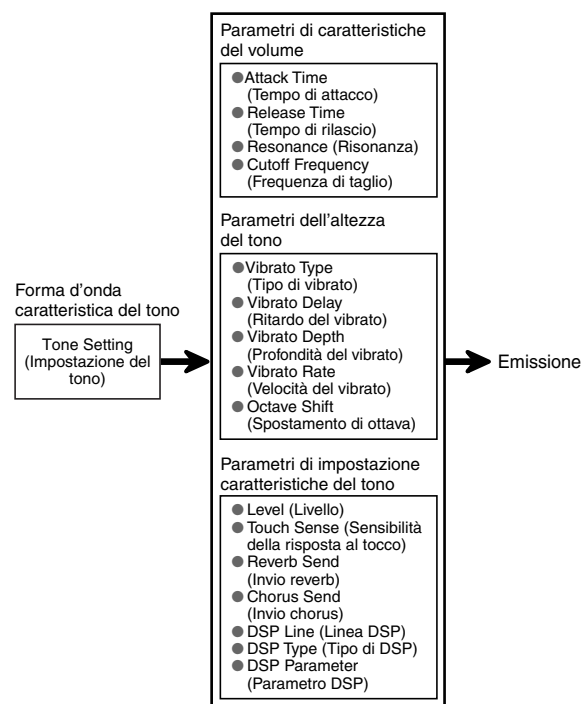 Forma d'onda
caratteristica del tono
Tone Setting
(Impostazione del
tono)
Parametri di caratteristiche
del volume
● Attack Time
(Tempo di attacco)
● Release Time
(Tempo di rilascio)
● Resonance (Risonanza)
● Cutoff Frequency
(Frequenza di taglio)
Parametri dell'altezza
del tono
● Vibrato Type
(Tipo di vibrato)
● Vibrato Delay
(Ritardo del vibrato)
● Vibrato Depth
(Profondità del vibrato)
● Vibrato Rate
(Velocità del vibrato)
● Octave Shift
(Spostamento di ottava)
Parametri di impostazione
caratteristiche del tono
● Level (Livello)
● Touch Sense (Sensibilità
della risposta al tocco)
● Reverb Send
(Invio reverb)
● Chorus Send
(Invio chorus)
● DSP Line (Linea DSP)
● DSP Type (Tipo di DSP)
● DSP Parameter
(Parametro DSP)
Emissione